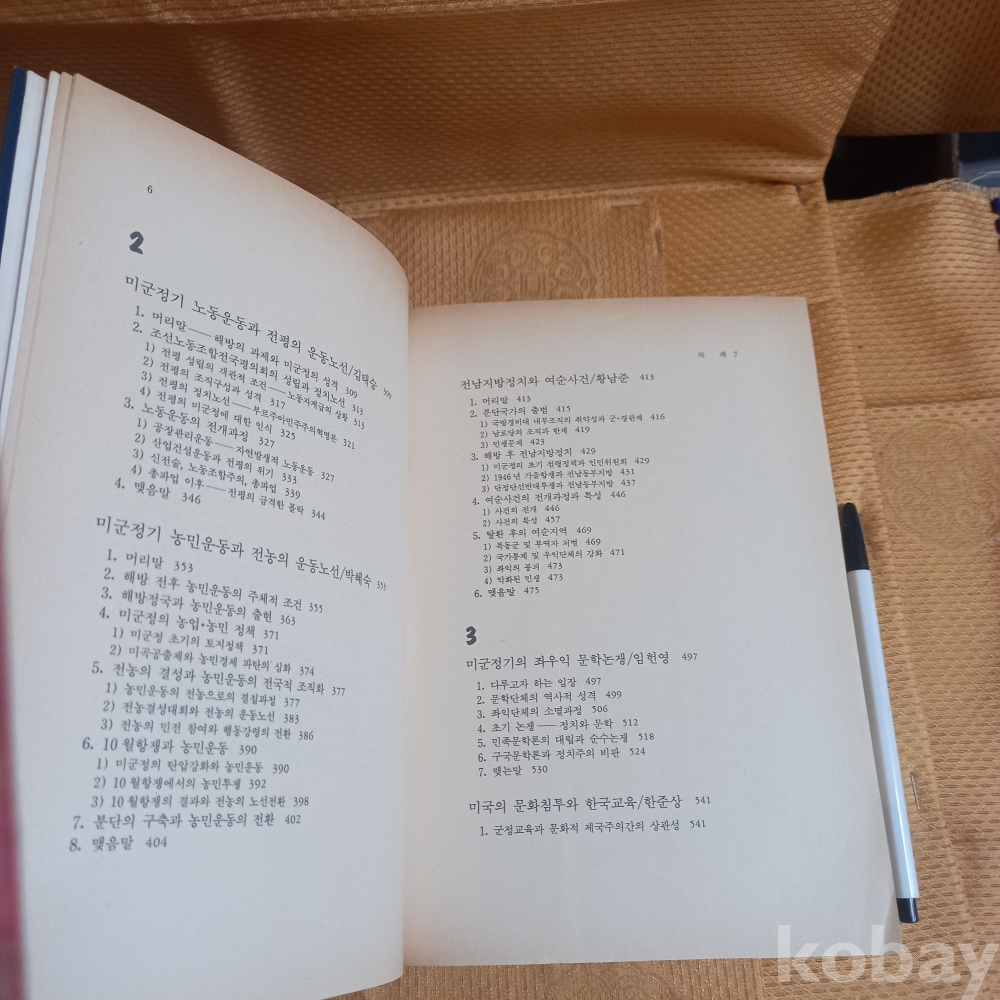 6
2
미군정기 노동운동과 전평의 운동노선/김태승 309
1. 머리말——해방의 과제와 미군정의 성격 309
2. 조선노동조합전국평의회의 성립과 정치노선 313
1) 전평 성립의 객관적 조건——노동자계급의 상황 313
2) 전평의 조직구성과 성격 317
3) 전평의 정치노선——부르주아민주주의혁명론 321
4) 전평의 미군정에 대한 인식 325
3. 노동운동의 전개과정 327
1) 공장관리운동——자연발생적 노동운동 327
2) 산업건설운동과 전평의 위기 333
3) 신전술, 노동조합주의, 총파업 339
4) 총파업 이후——전평의 급격한 몰락 344
4. 맺음말 346
미군정기 농민운동과 전농의 운동노선/박혜숙 353
1. 머리말 353
2. 해방 전후 농민운동의 주체적 조건 355
3. 해방정국과 농민운동의 출현 363
4. 미군정의 농업·농민 정책 371
1) 미군정 초기의 토지정책 371
2) 미곡공출제와 농민경제 파탄의 심화 374
5. 전농의 결성과 농민운동의 전국적 조직화 377
1) 농민운동의 전농으로의 결집과정 377
2) 전농결성대회와 전농의 운동노선 383
3) 전농의 민전 참여와 행동강령의 전환 386
6. 10월항쟁과 농민운동 390
1) 미군정의 탄압강화와 농민운동 390
2) 10월항쟁에서의 농민투쟁 392
3) 10월항쟁의 결과와 전농의 노선전환 398
7. 분단의 구축과 농민운동의 전환 402
8. 맺음말 404
차 례 7
전남지방정치와 여순사건/황남준 413
1. 머리말 413
2. 분단국가의 출범 415
1) 국방경비대 내부조직의 취약성과 군·경관계 416
2) 남로당의 조직과 한계 419
3) 민생문제 423
3. 해방 후 전남지방정치 429
1) 미군정의 초기 점령정책과 인민위원회 429
2) 1946년 가을항쟁과 전남동부지방 431
3) 단정단선반대투쟁과 전남동부지방 437
4. 여순사건의 전개과정과 특성 446
1) 사건의 전개 446
2) 사건의 특성 457
5. 탈환 후의 여순지역 469
1) 폭동군 및 부역자 처벌 469
2) 국가통제 및 우익단체의 강화 471
3) 좌익의 붕괴 473
4) 악화된 민생 473
6. 맺음말 475
3
미군정기의 좌우익 문학논쟁/임헌영 497
1. 다루고자 하는 입장 497
2. 문학단체의 역사적 성격 499
3. 좌익단체의 소멸과정 506
4. 초기 논쟁——정치와 문학 512
5. 민족문학론의 대립과 순수논쟁 518
6. 구국문학론과 정치주의 비판 524
7. 맺는말 530
미국의 문화침투와 한국교육/한준상 541
1. 군정교육과 문화적 제국주의간의 상관성 541
kobay